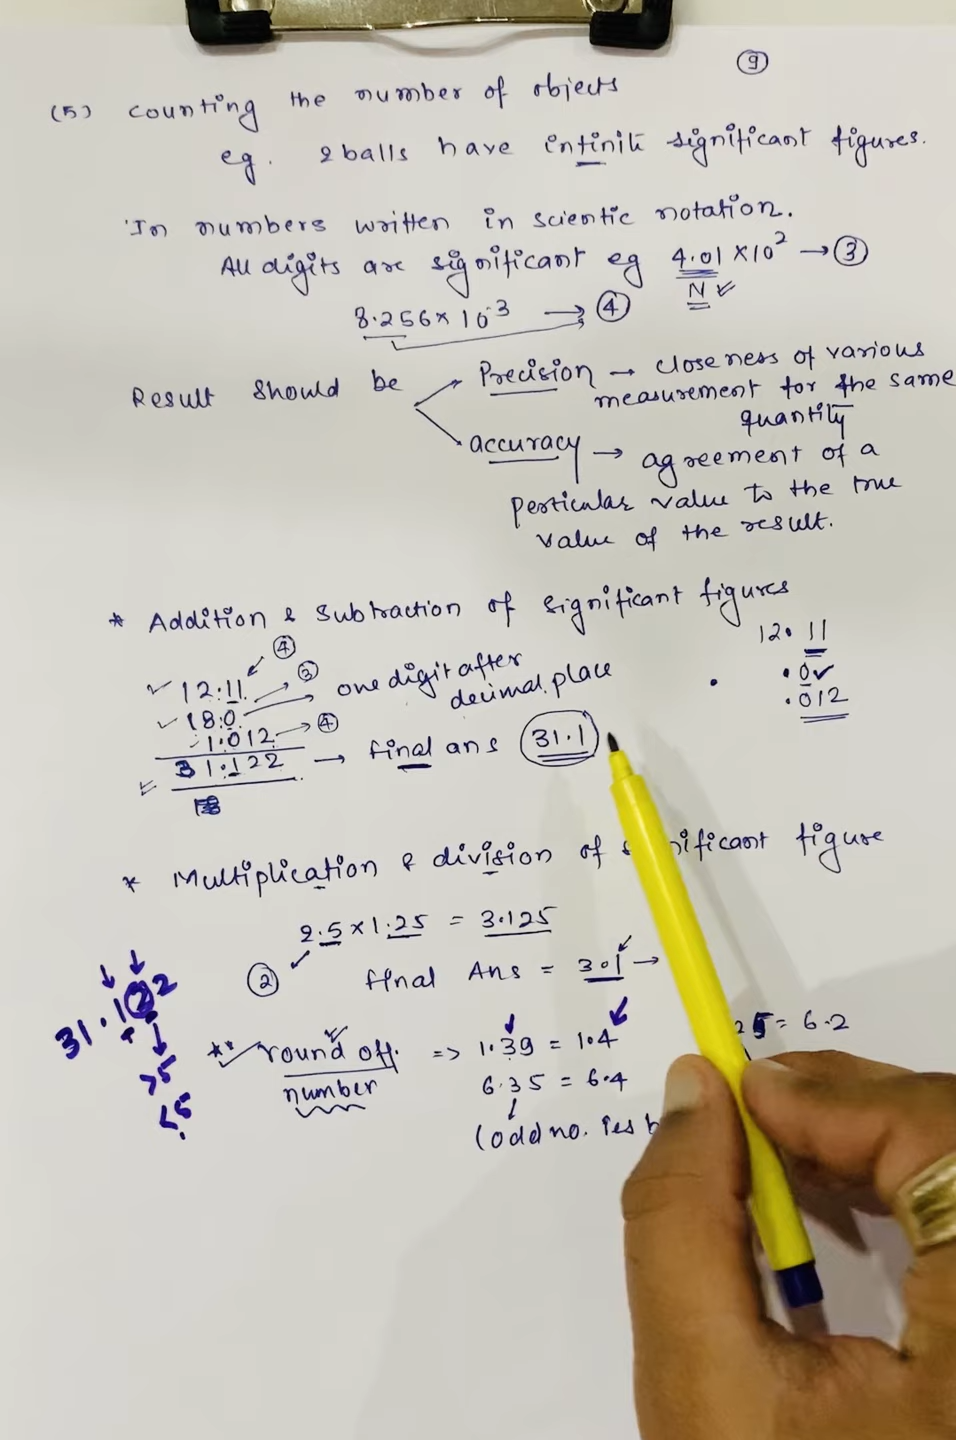 9
(5) counting the number of objects
eg. 2 balls have infinite significant figures.
In numbers written in scientic notation.
All digits are significant eg 4.01 × 10² → 3
N
8.256 × 10⁻³ → 4
Result should be
Precision → closeness of various
measurement for the same
quantity
accuracy → agreement of a
perticular value to the true
value of the result.
* Addition & subtraction of significant figures
12.11 → 4
18.0 → 3 one digit after
decimal place
1.012 → 4
31.122 → final ans 31.1
12.11
.0
.012
* Multiplication & division of significant figure
2.5 × 1.25 = 3.125
2
final Ans = 3.1 →
31.122
>5
<5
** round off. => 1.39 = 1.4
number
6.35 = 6.4
25 = 6.2
(odd no.